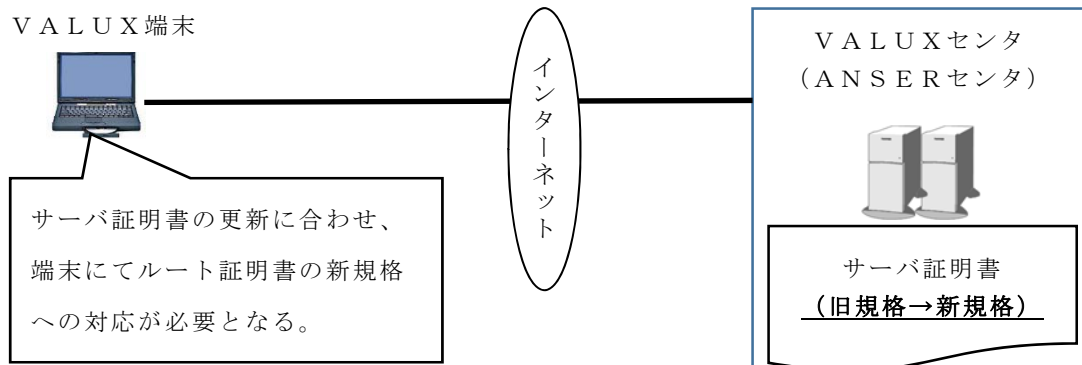 ＶＡＬＵＸ端末
インターネット
ＶＡＬＵＸセンタ
（ＡＮＳＥＲセンタ）
サーバ証明書の更新に合わせ、
端末にてルート証明書の新規格
への対応が必要となる。
サーバ証明書
（旧規格→新規格）